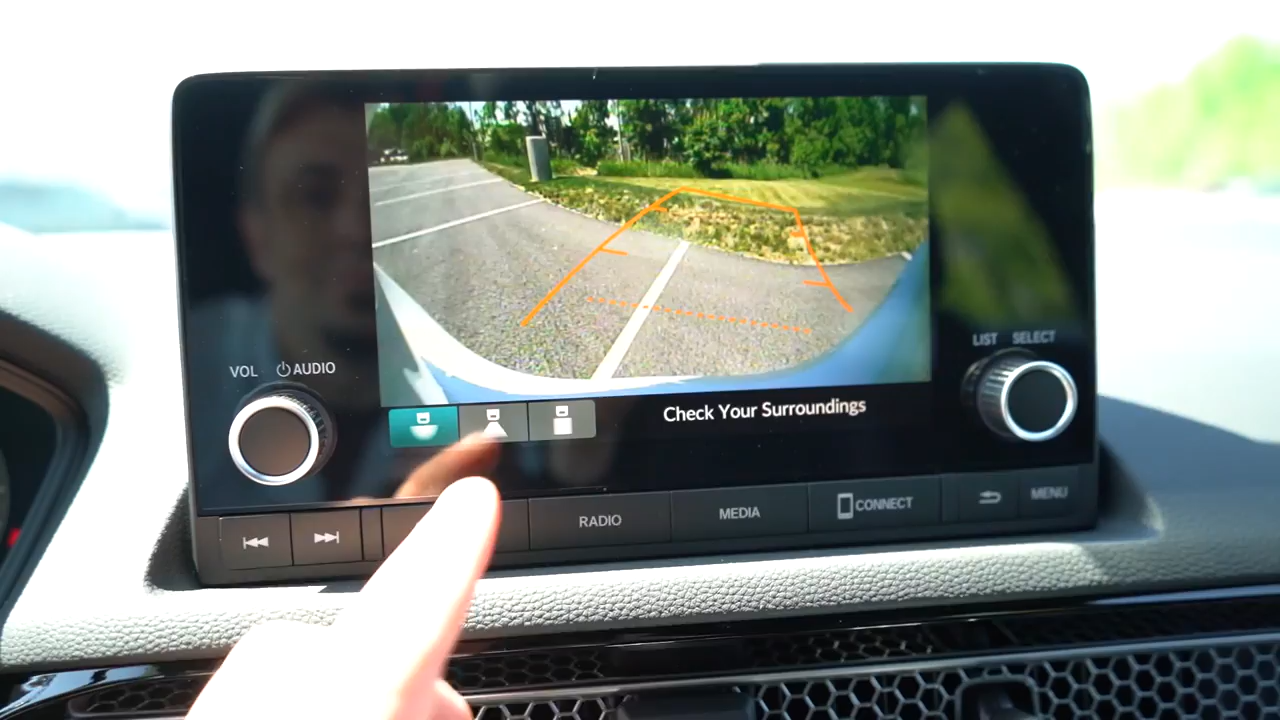 VOL AUDIO
LIST SELECT
Check Your Surroundings
RADIO
MEDIA
CONNECT
MENU